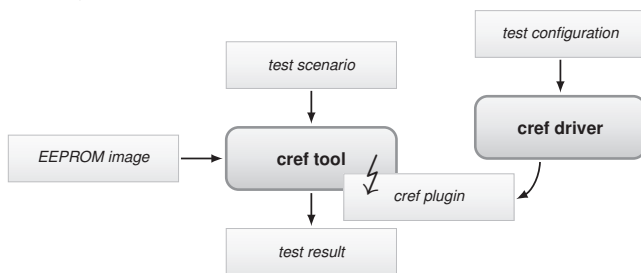 test configuration
test scenario
cref driver
EEPROM image
cref tool
cref plugin
test result